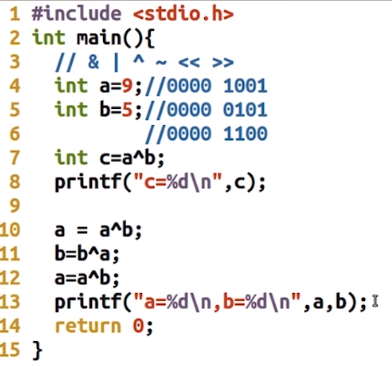 1 #include <stdio.h>
2 int main(){
3   // & | ^ ~ << >>
4   int a=9;//0000 1001
5   int b=5;//0000 0101
6           //0000 1100
7   int c=a^b;
8   printf("c=%d\n",c);
9
10   a = a^b;
11   b=b^a;
12   a=a^b;
13   printf("a=%d\n,b=%d\n",a,b);
14   return 0;
15 }